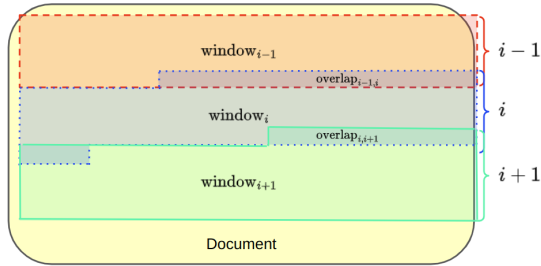 window_{i−1}
i − 1
overlap_{i−1,i}
window_i
i
overlap_{i,i+1}
window_{i+1}
i + 1
Document